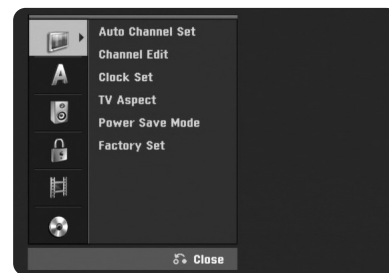 Auto Channel Set
Channel Edit
A
Clock Set
TV Aspect
Power Save Mode
Factory Set
Close